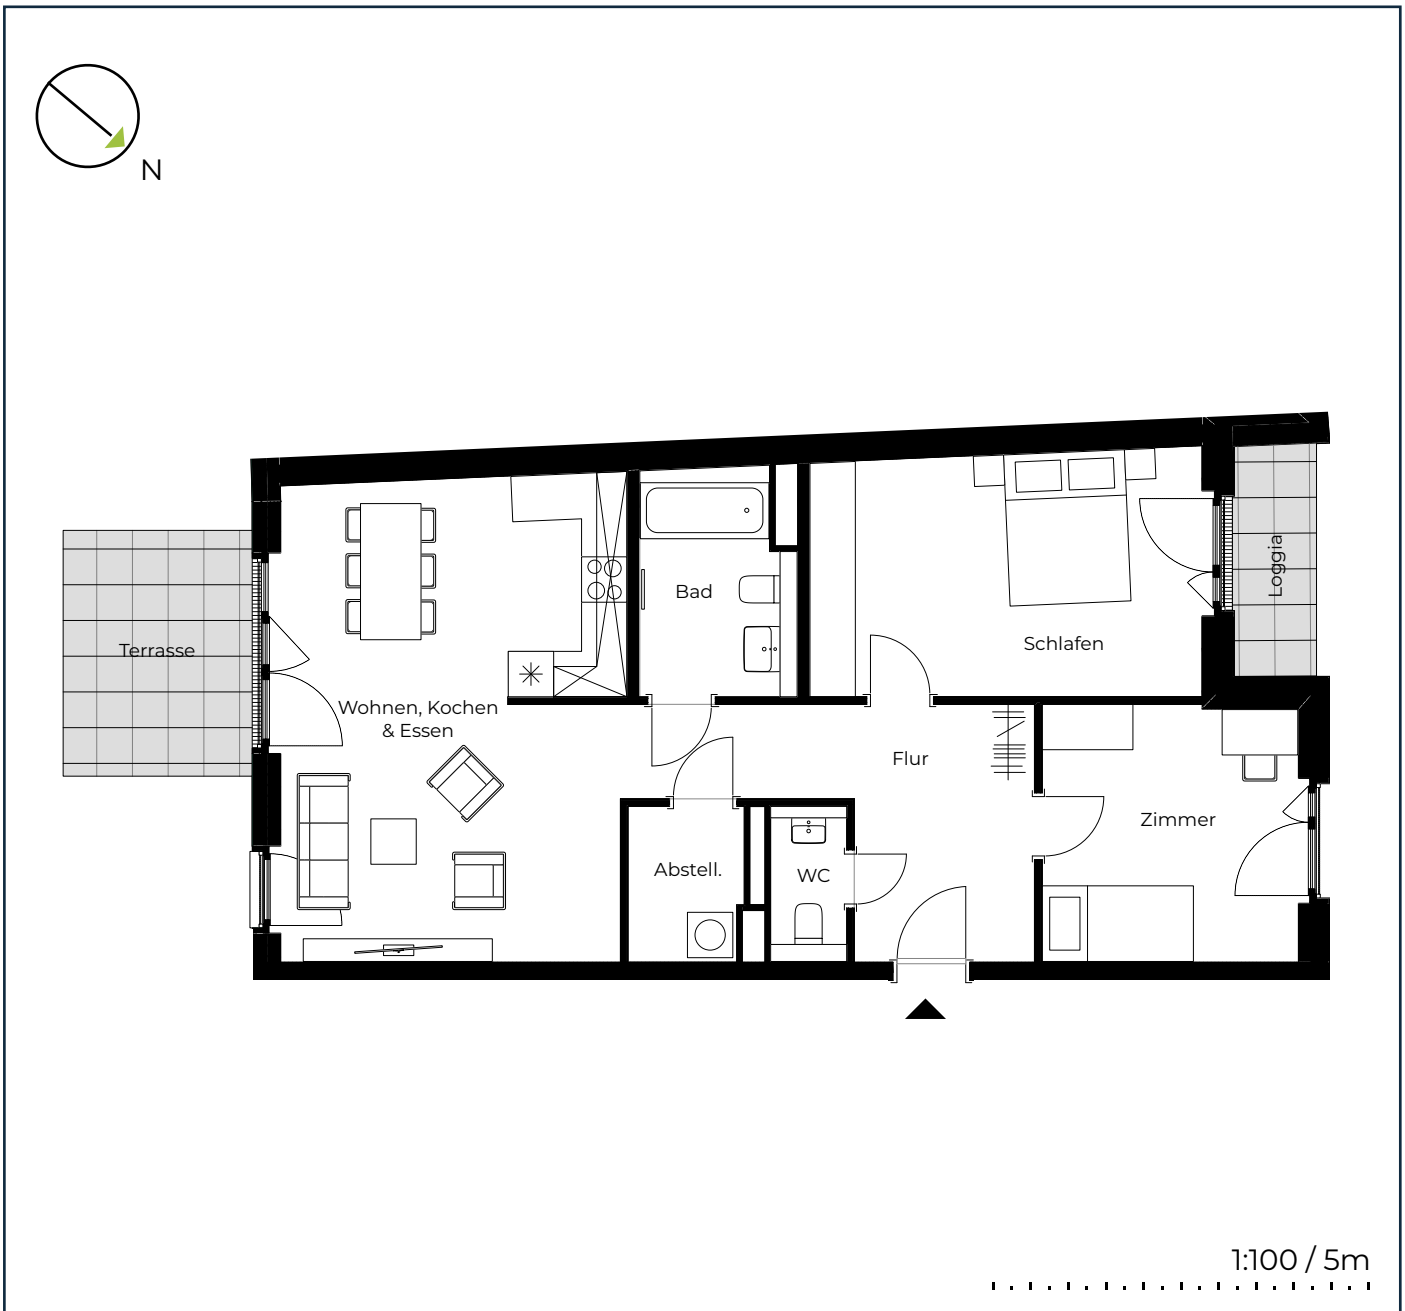 N
Loggia
Bad
Schlafen
Terrasse
Wohnen, Kochen
& Essen
Flur
Zimmer
Abstell.
WC
1:100 / 5m